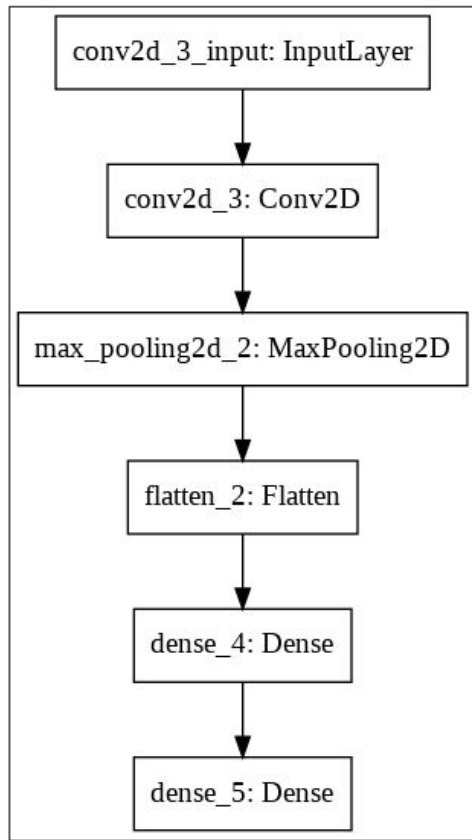 conv2d_3_input: InputLayer
conv2d_3: Conv2D
max_pooling2d_2: MaxPooling2D
flatten_2: Flatten
dense_4: Dense
dense_5: Dense